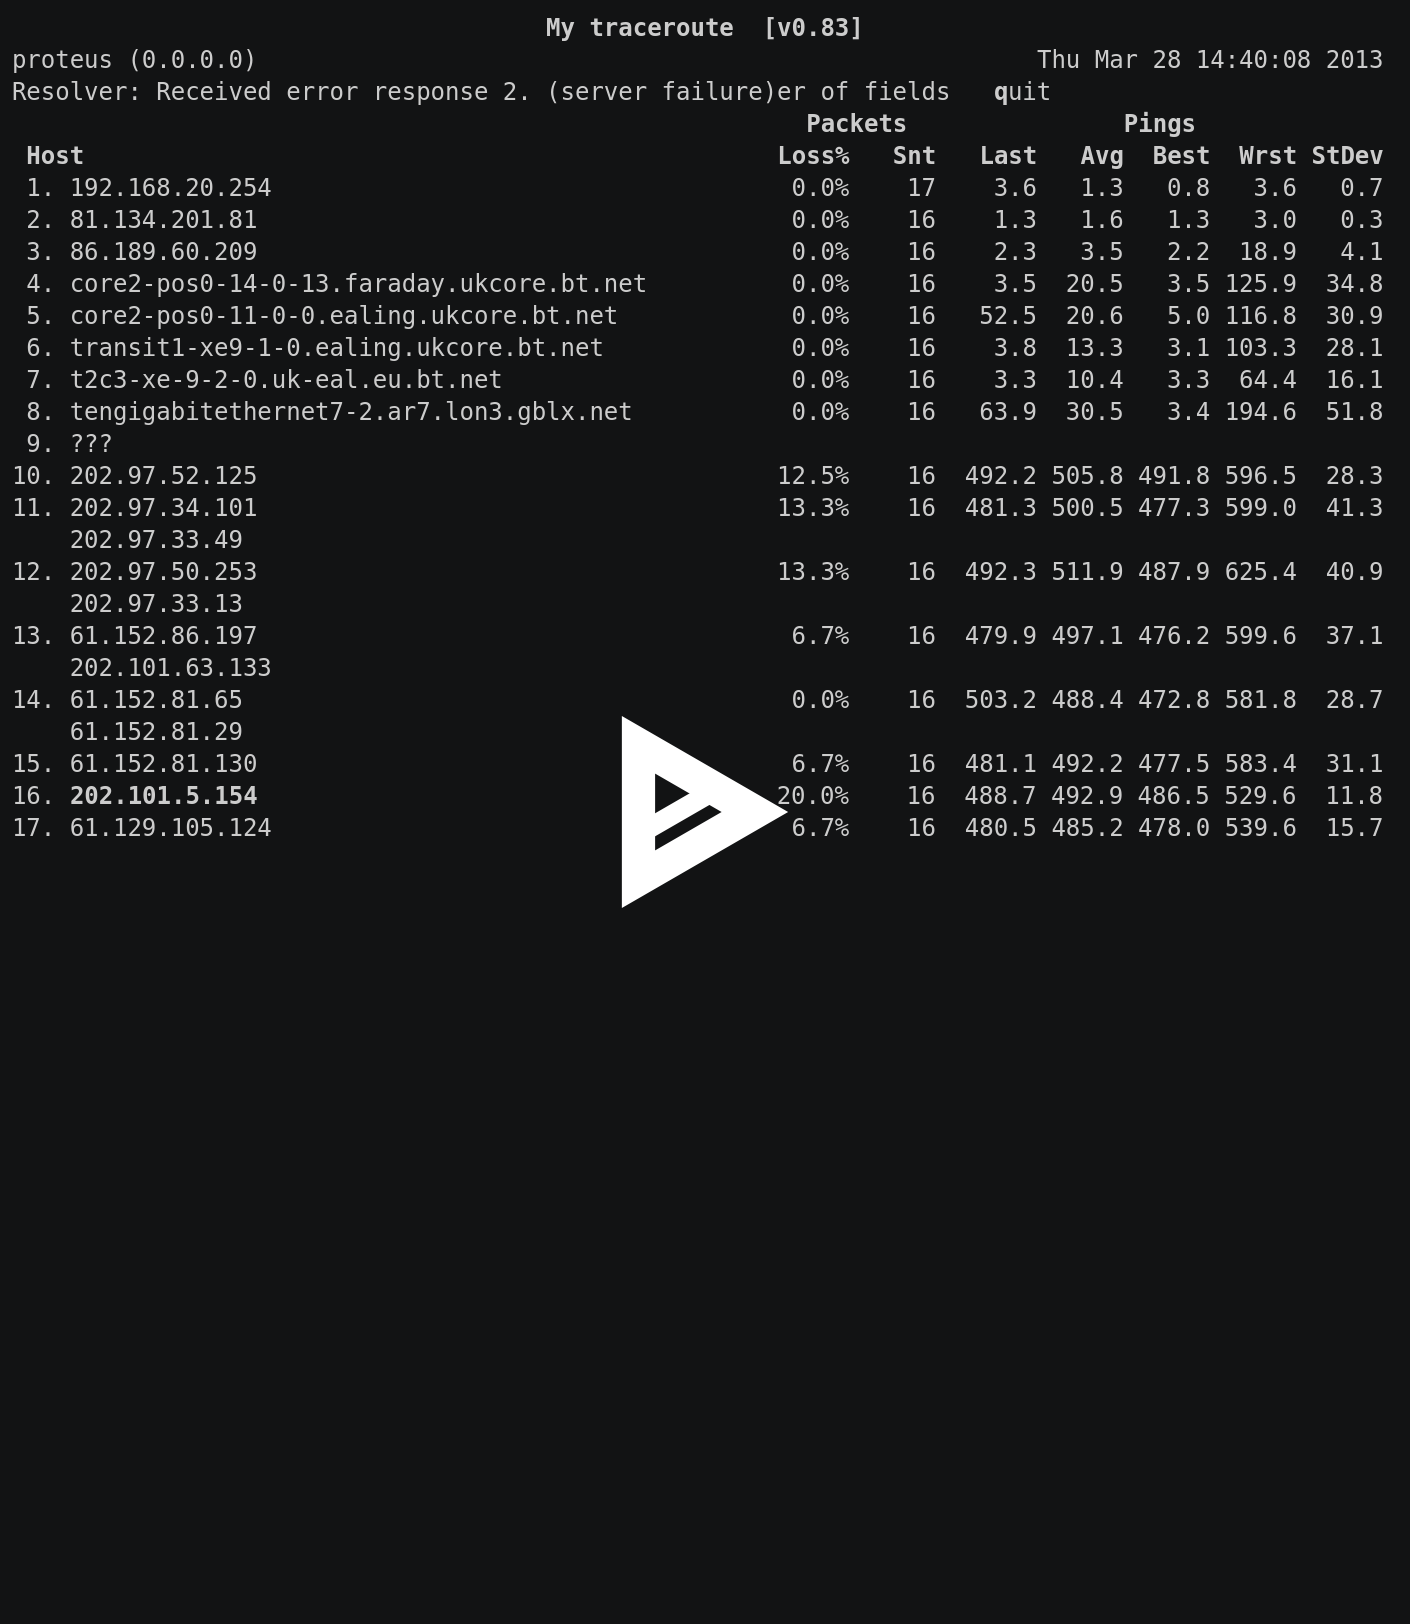 My traceroute  [v0.83]
proteus (0.0.0.0) Thu Mar 28 14:40:08 2013
Resolver: Received error response 2. (server failure)er of fields   quit
Packets Pings
Host Loss% Snt Last Avg Best Wrst StDev
1. 192.168.20.254 0.0% 17 3.6 1.3 0.8 3.6 0.7
2. 81.134.201.81 0.0% 16 1.3 1.6 1.3 3.0 0.3
3. 86.189.60.209 0.0% 16 2.3 3.5 2.2 18.9 4.1
4. core2-pos0-14-0-13.faraday.ukcore.bt.net 0.0% 16 3.5 20.5 3.5 125.9 34.8
5. core2-pos0-11-0-0.ealing.ukcore.bt.net 0.0% 16 52.5 20.6 5.0 116.8 30.9
6. transit1-xe9-1-0.ealing.ukcore.bt.net 0.0% 16 3.8 13.3 3.1 103.3 28.1
7. t2c3-xe-9-2-0.uk-eal.eu.bt.net 0.0% 16 3.3 10.4 3.3 64.4 16.1
8. tengigabitethernet7-2.ar7.lon3.gblx.net 0.0% 16 63.9 30.5 3.4 194.6 51.8
9. ???
10. 202.97.52.125 12.5% 16 492.2 505.8 491.8 596.5 28.3
11. 202.97.34.101 13.3% 16 481.3 500.5 477.3 599.0 41.3
202.97.33.49
12. 202.97.50.253 13.3% 16 492.3 511.9 487.9 625.4 40.9
202.97.33.13
13. 61.152.86.197 6.7% 16 479.9 497.1 476.2 599.6 37.1
202.101.63.133
14. 61.152.81.65 0.0% 16 503.2 488.4 472.8 581.8 28.7
61.152.81.29
15. 61.152.81.130 6.7% 16 481.1 492.2 477.5 583.4 31.1
16. 202.101.5.154 20.0% 16 488.7 492.9 486.5 529.6 11.8
17. 61.129.105.124 6.7% 16 480.5 485.2 478.0 539.6 15.7